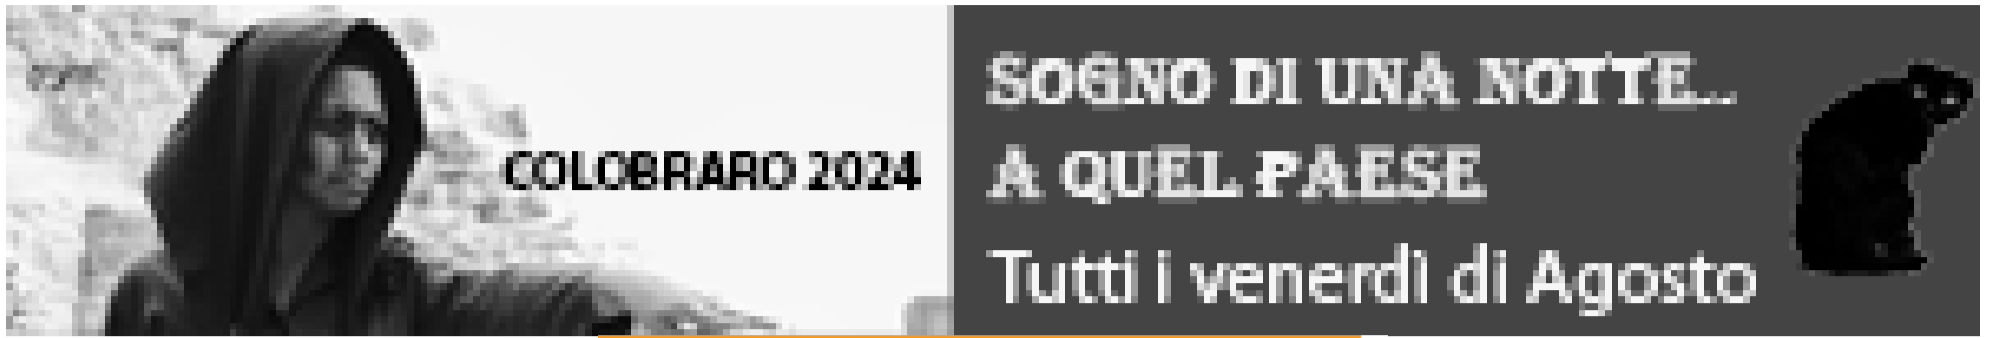 COLOBRARO 2024
SOGNO DI UNA NOTTE...
A QUEL PAESE
Tutti i venerdì di Agosto